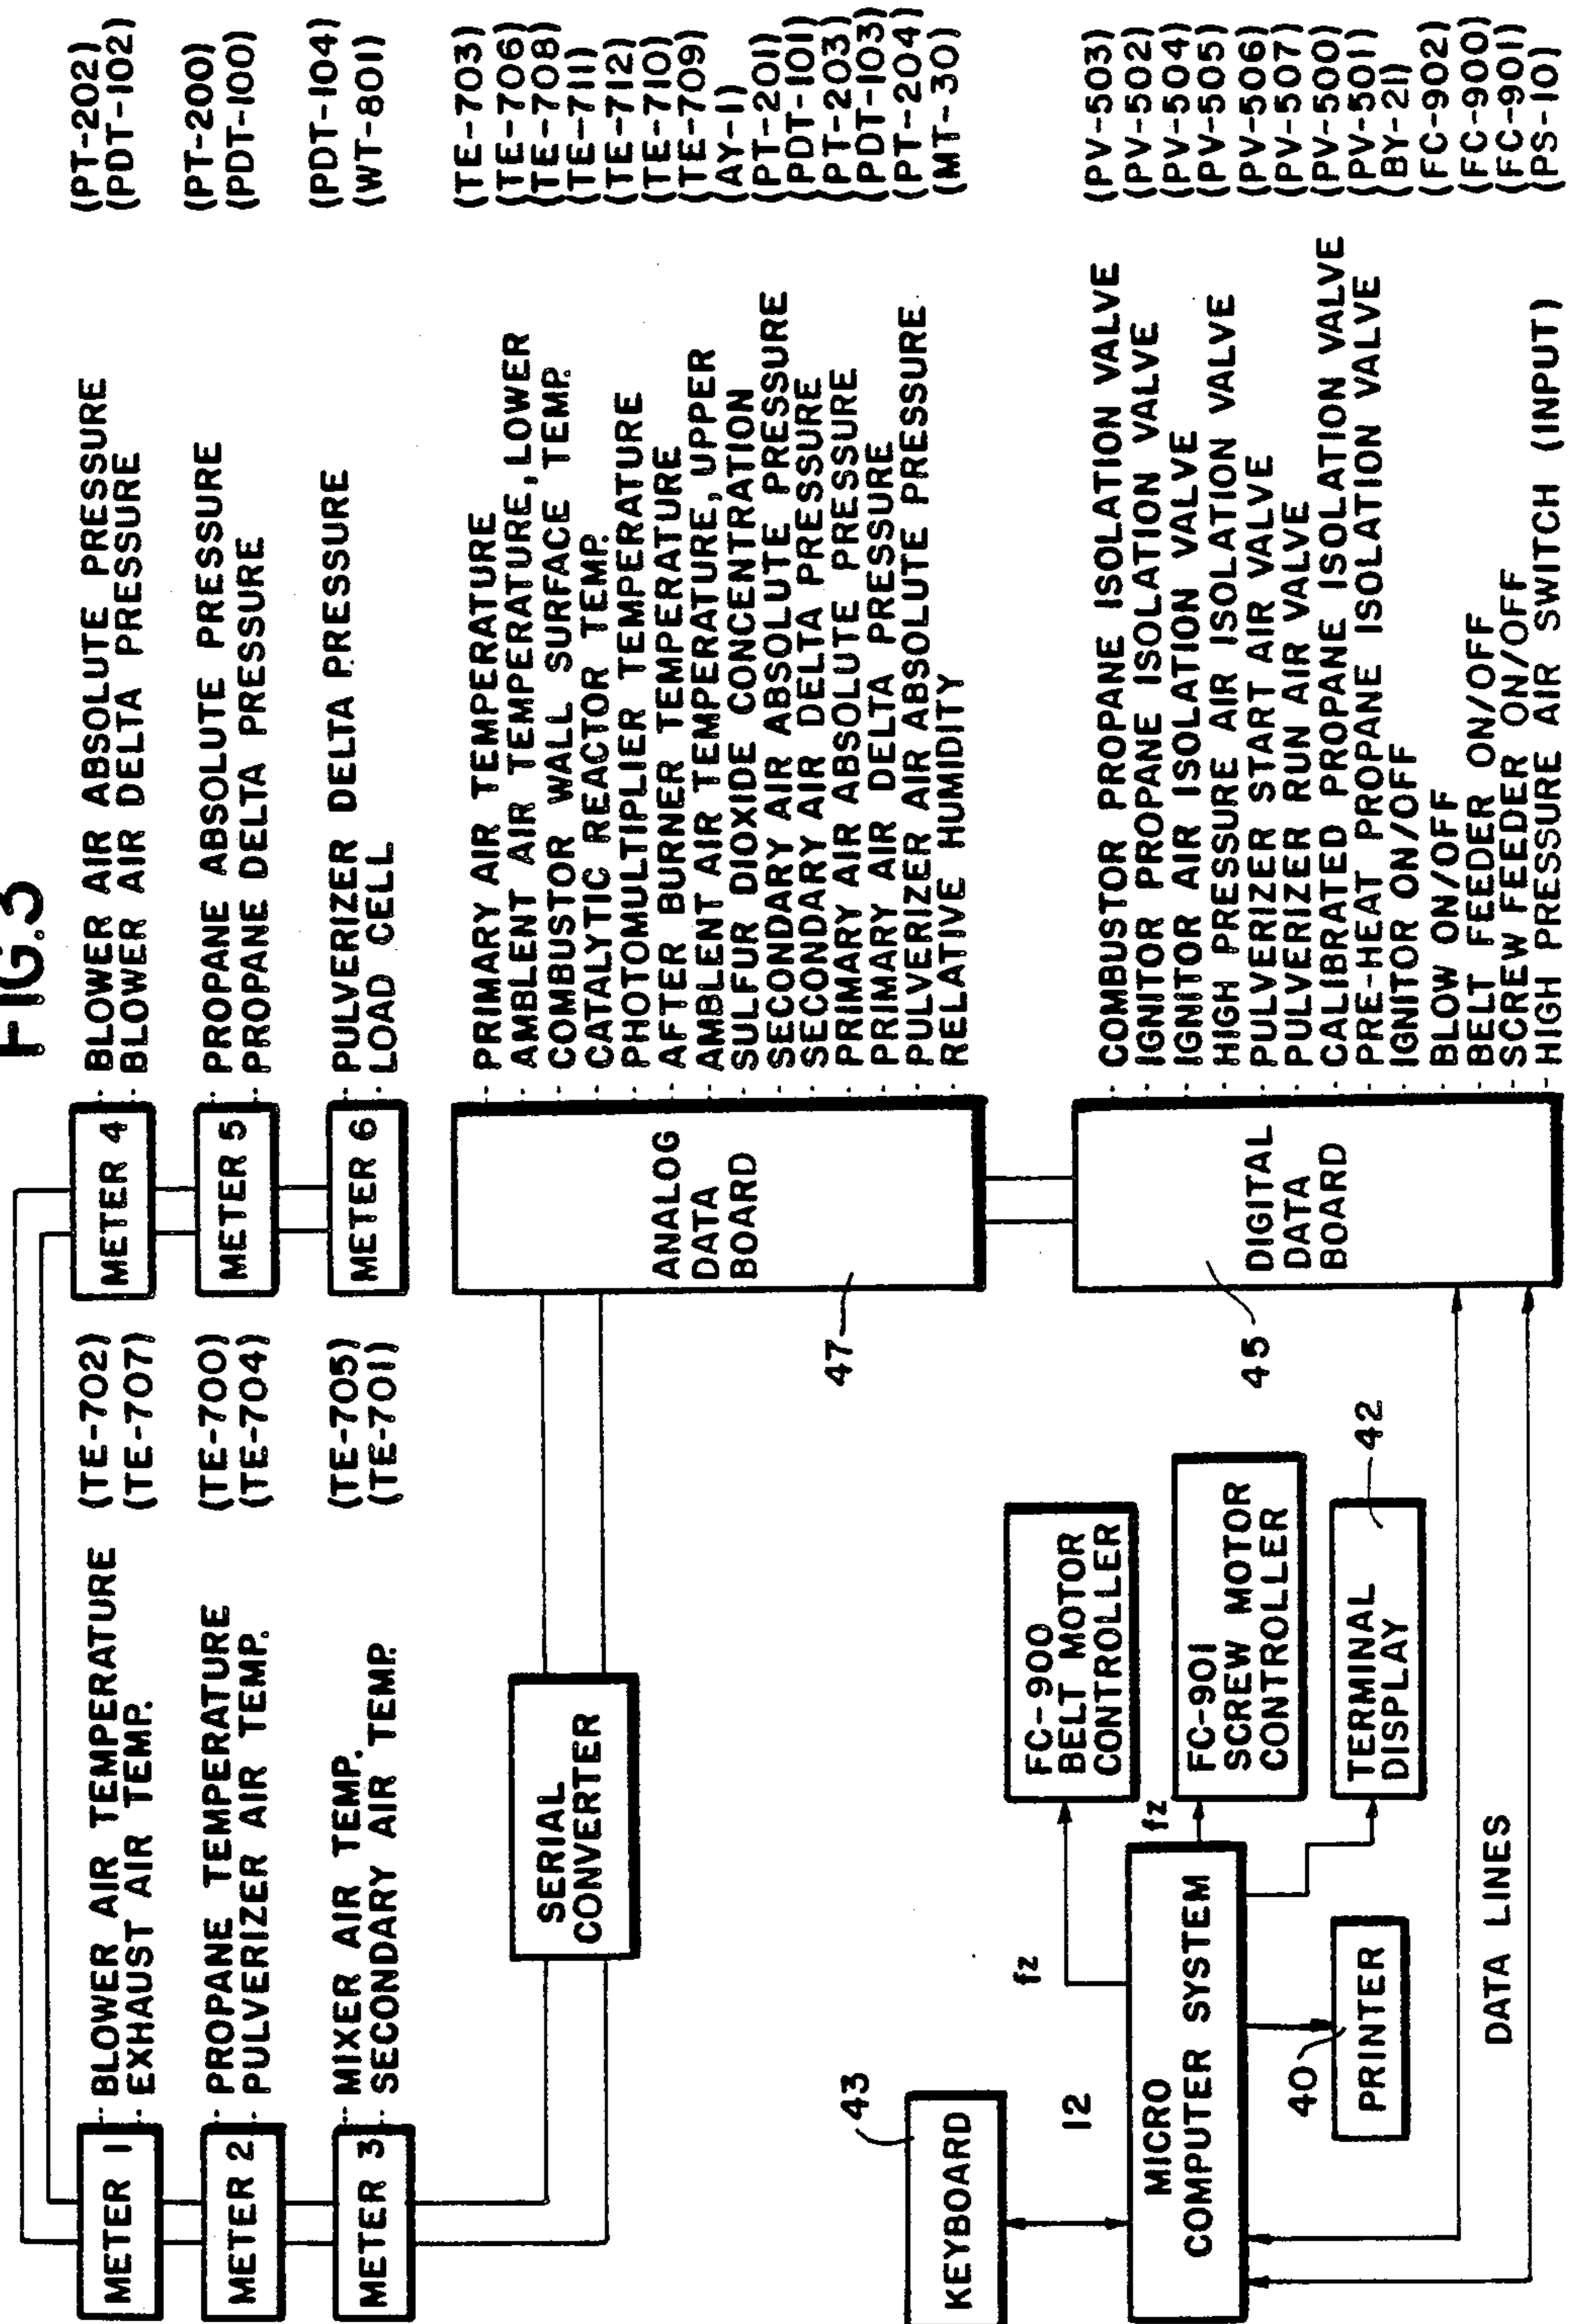 FIG.3
METER 1
BLOWER AIR TEMPERATURE (TE-702)
EXHAUST AIR TEMP. (TE-707)
METER 2
PROPANE TEMPERATURE (TE-700)
PULVERIZER AIR TEMP. (TE-704)
METER 3
MIXER AIR TEMP. (TE-705)
SECONDARY AIR TEMP. (TE-701)
METER 4
BLOWER AIR ABSOLUTE PRESSURE (PT-202)
BLOWER AIR DELTA PRESSURE (PDT-102)
METER 5
PROPANE ABSOLUTE PRESSURE (PT-200)
PROPANE DELTA PRESSURE (PDT-100)
METER 6
PULVERIZER DELTA PRESSURE (PDT-104)
LOAD CELL (WT-801)
SERIAL
CONVERTER
ANALOG
DATA
BOARD
47
PRIMARY AIR TEMPERATURE (TE-703)
AMBLENT AIR TEMPERATURE, LOWER (TE-706)
COMBUSTOR WALL SURFACE TEMP. (TE-708)
CATALYTIC REACTOR TEMP. (TE-711)
PHOTOMULTIPLIER TEMPERATURE (TE-712)
AFTER BURNER TEMPERATURE (TE-710)
AMBLENT AIR TEMPERATURE, UPPER (TE-709)
SULFUR DIOXIDE CONCENTRATION (AY-1)
SECONDARY AIR ABSOLUTE PRESSURE (PT-201)
SECONDARY AIR DELTA PRESSURE (PDT-101)
PRIMARY AIR ABSOLUTE PRESSURE (PT-203)
PRIMARY AIR DELTA PRESSURE (PDT-103)
PULVERIZER AIR ABSOLUTE PRESSURE (PT-204)
RELATIVE HUMIDITY (MT-30)
DIGITAL
DATA
BOARD
45
COMBUSTOR PROPANE ISOLATION VALVE (PV-503)
IGNITOR PROPANE ISOLATION VALVE (PV-502)
IGNITOR AIR ISOLATION VALVE (PV-504)
HIGH PRESSURE AIR ISOLATION VALVE (PV-505)
PULVERIZER START AIR VALVE (PV-506)
PULVERIZER RUN AIR VALVE (PV-507)
CALIBRATED PROPANE ISOLATION VALVE (PV-500)
PRE-HEAT PROPANE ISOLATION VALVE (PV-501)
IGNITOR ON/OFF (BY-21)
BLOW ON/OFF (FC-902)
BELT FEEDER ON/OFF (FC-900)
SCREW FEEDER ON/OFF (FC-901)
HIGH PRESSURE AIR SWITCH (INPUT) (PS-10)
KEYBOARD
43
12
MICRO
COMPUTER SYSTEM
fz
FC-900
BELT MOTOR
CONTROLLER
fz
FC-901
SCREW MOTOR
CONTROLLER
TERMINAL
DISPLAY
42
40
PRINTER
DATA LINES